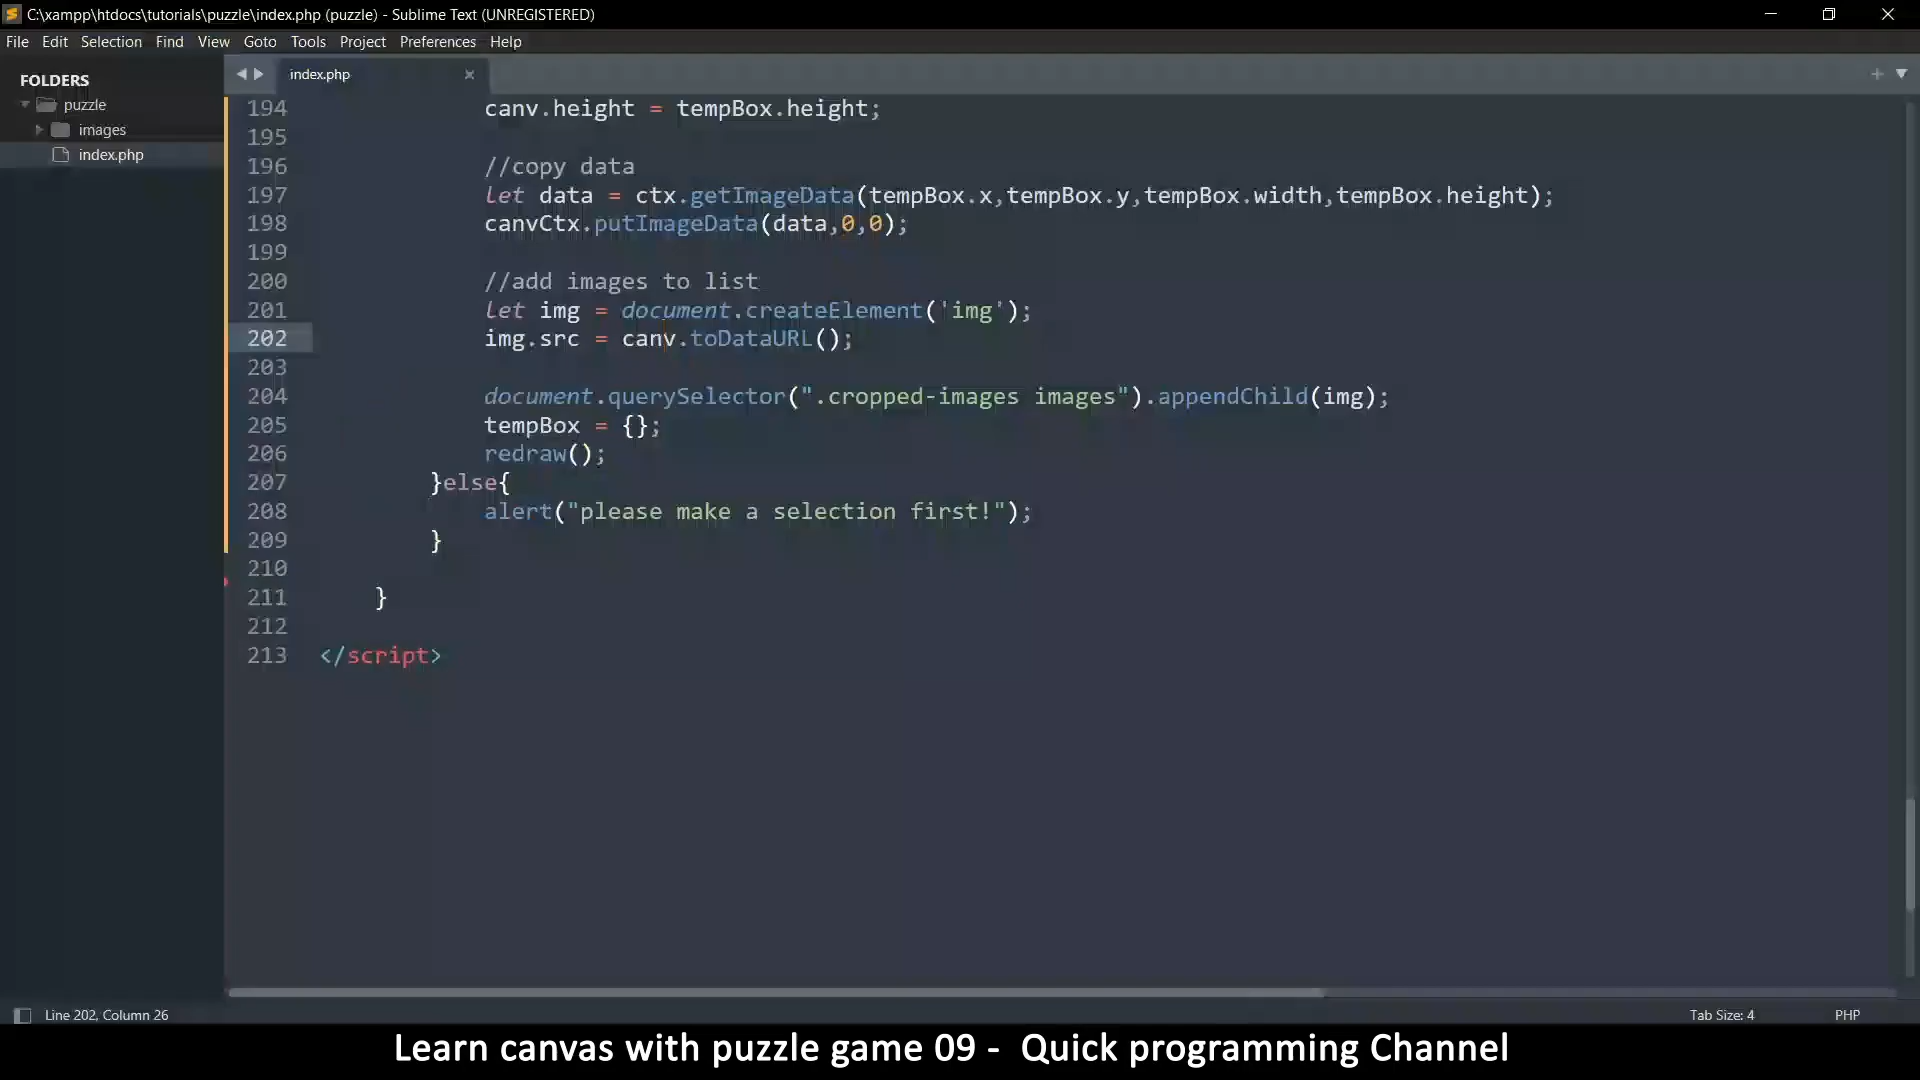 C:\xampp\htdocs\tutorials\puzzle\index.php (puzzle) - Sublime Text (UNREGISTERED)
File Edit Selection Find View Goto Tools Project Preferences Help
FOLDERS
puzzle
images
index.php
index.php
194 canv.height = tempBox.height;
195
196 //copy data
197 let data = ctx.getImageData(tempBox.x,tempBox.y,tempBox.width,tempBox.height);
198 canvCtx.putImageData(data,0,0);
199
200 //add images to list
201 let img = document.createElement('img');
202 img.src = canv.toDataURL();
203
204 document.querySelector(".cropped-images images").appendChild(img);
205 tempBox = {};
206 redraw();
207 }else{
208 alert("please make a selection first!");
209 }
210
211 }
212
213 </script>
Line 202, Column 26
Tab Size: 4
PHP
Learn canvas with puzzle game 09 - Quick programming Channel